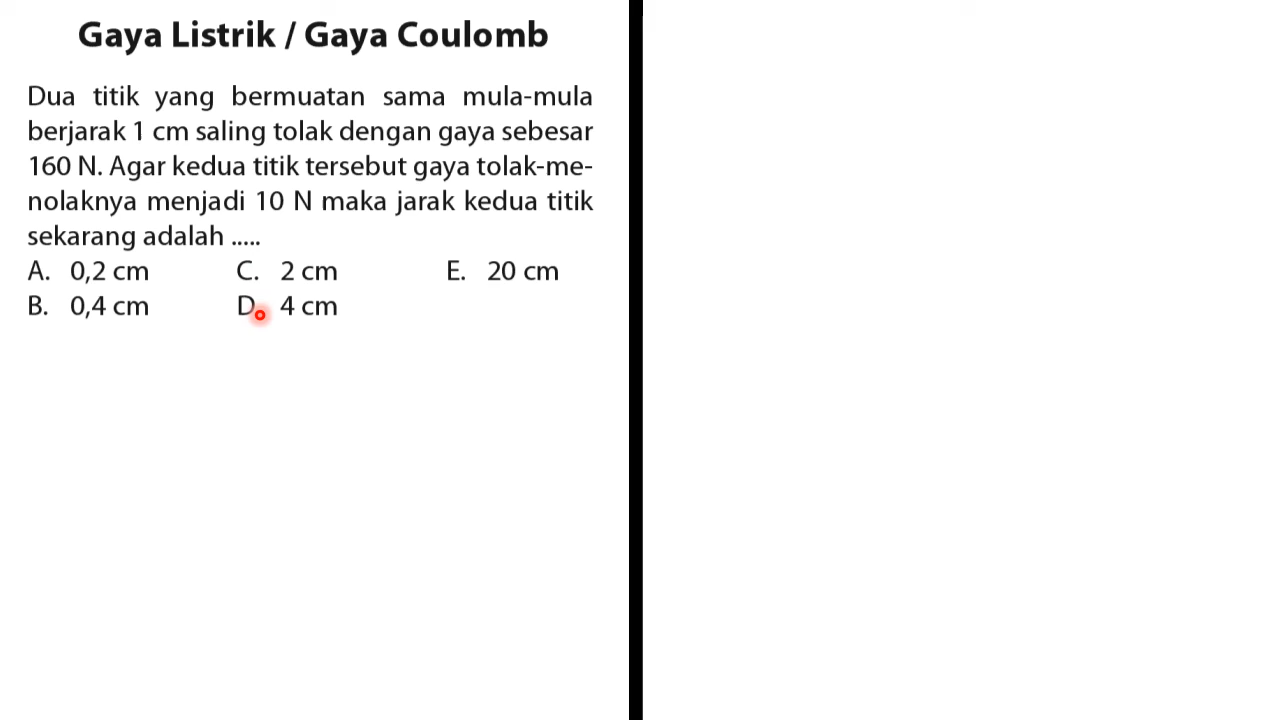 Gaya Listrik / Gaya Coulomb
Dua titik yang bermuatan sama mula-mula
berjarak 1 cm saling tolak dengan gaya sebesar
160 N. Agar kedua titik tersebut gaya tolak-me-
nolaknya menjadi 10 N maka jarak kedua titik
sekarang adalah .....
A. 0,2 cm C. 2 cm E. 20 cm
B. 0,4 cm D. 4 cm